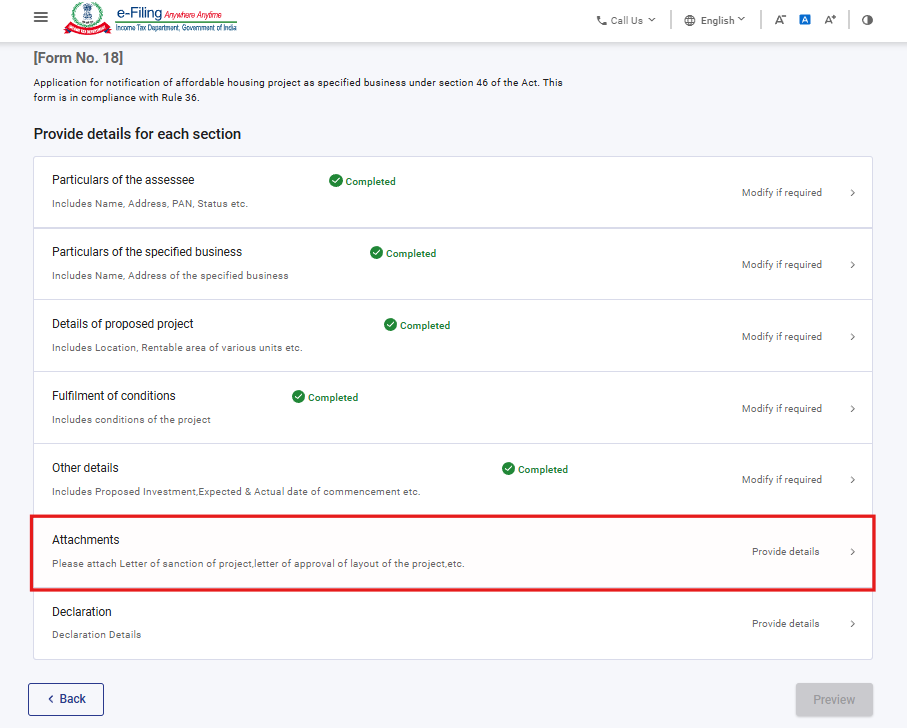 e-Filing Anywhere Anytime
Income Tax Department, Government of India
Call Us
English
A-
A
A+
[Form No. 18]
Application for notification of affordable housing project as specified business under section 46 of the Act. This
form is in compliance with Rule 36.
Provide details for each section
Particulars of the assessee
Completed
Includes Name, Address, PAN, Status etc.
Modify if required
Particulars of the specified business
Completed
Includes Name, Address of the specified business
Modify if required
Details of proposed project
Completed
Includes Location, Rentable area of various units etc.
Modify if required
Fulfilment of conditions
Completed
Includes conditions of the project
Modify if required
Other details
Completed
Includes Proposed Investment,Expected & Actual date of commencement etc.
Modify if required
Attachments
Please attach Letter of sanction of project,letter of approval of layout of the project,etc.
Provide details
Declaration
Declaration Details
Provide details
Back
Preview